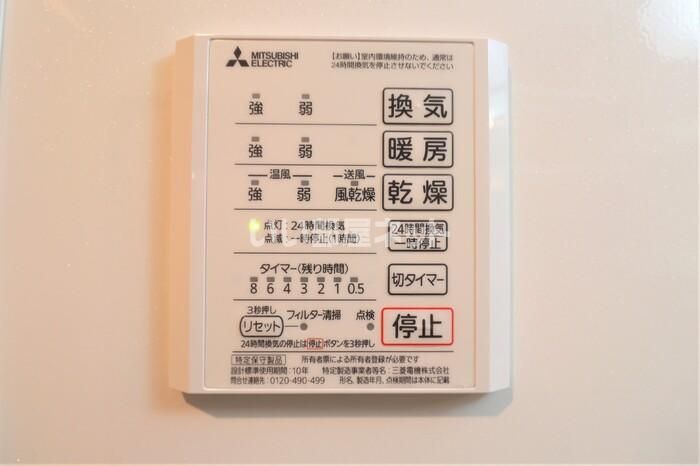 MITSUBISHI
ELECTRIC
【お願い】室内環境維持のため、通常は
24時間換気を停止させないでください
強 弱 換気
強 弱 暖房
温風 送風
強 弱 風乾燥 乾燥
点灯：24時間換気
点滅：一時停止(1時間)
24時間換気
一時停止
いい部屋ネット
タイマー(残り時間)
8 6 4 3 2 1 0.5
切タイマー
3秒押し
リセット フィルター清掃 点検
停止
24時間換気の停止は停止ボタンを3秒押し
特定保守製品 所有者票による所有者登録が必要です
設計標準使用期間：10年 特定製造事業者等名：三菱電機株式会社
問合せ連絡先：0120-490-499 形名、製造年月、点検期間は本体に記載